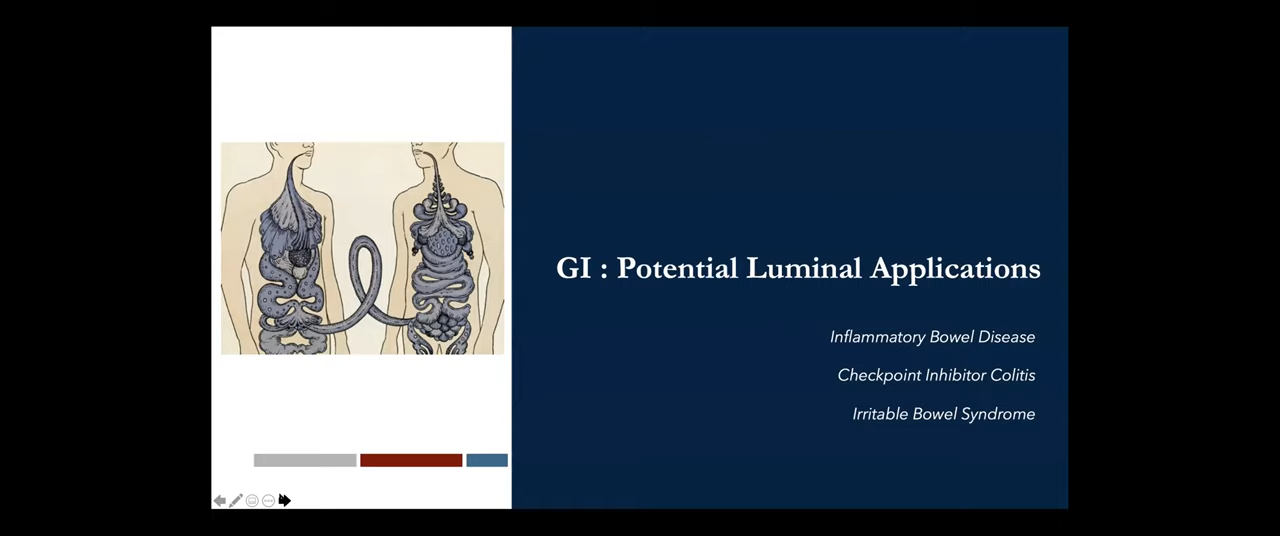 GI : Potential Luminal Applications
Inflammatory Bowel Disease
Checkpoint Inhibitor Colitis
Irritable Bowel Syndrome